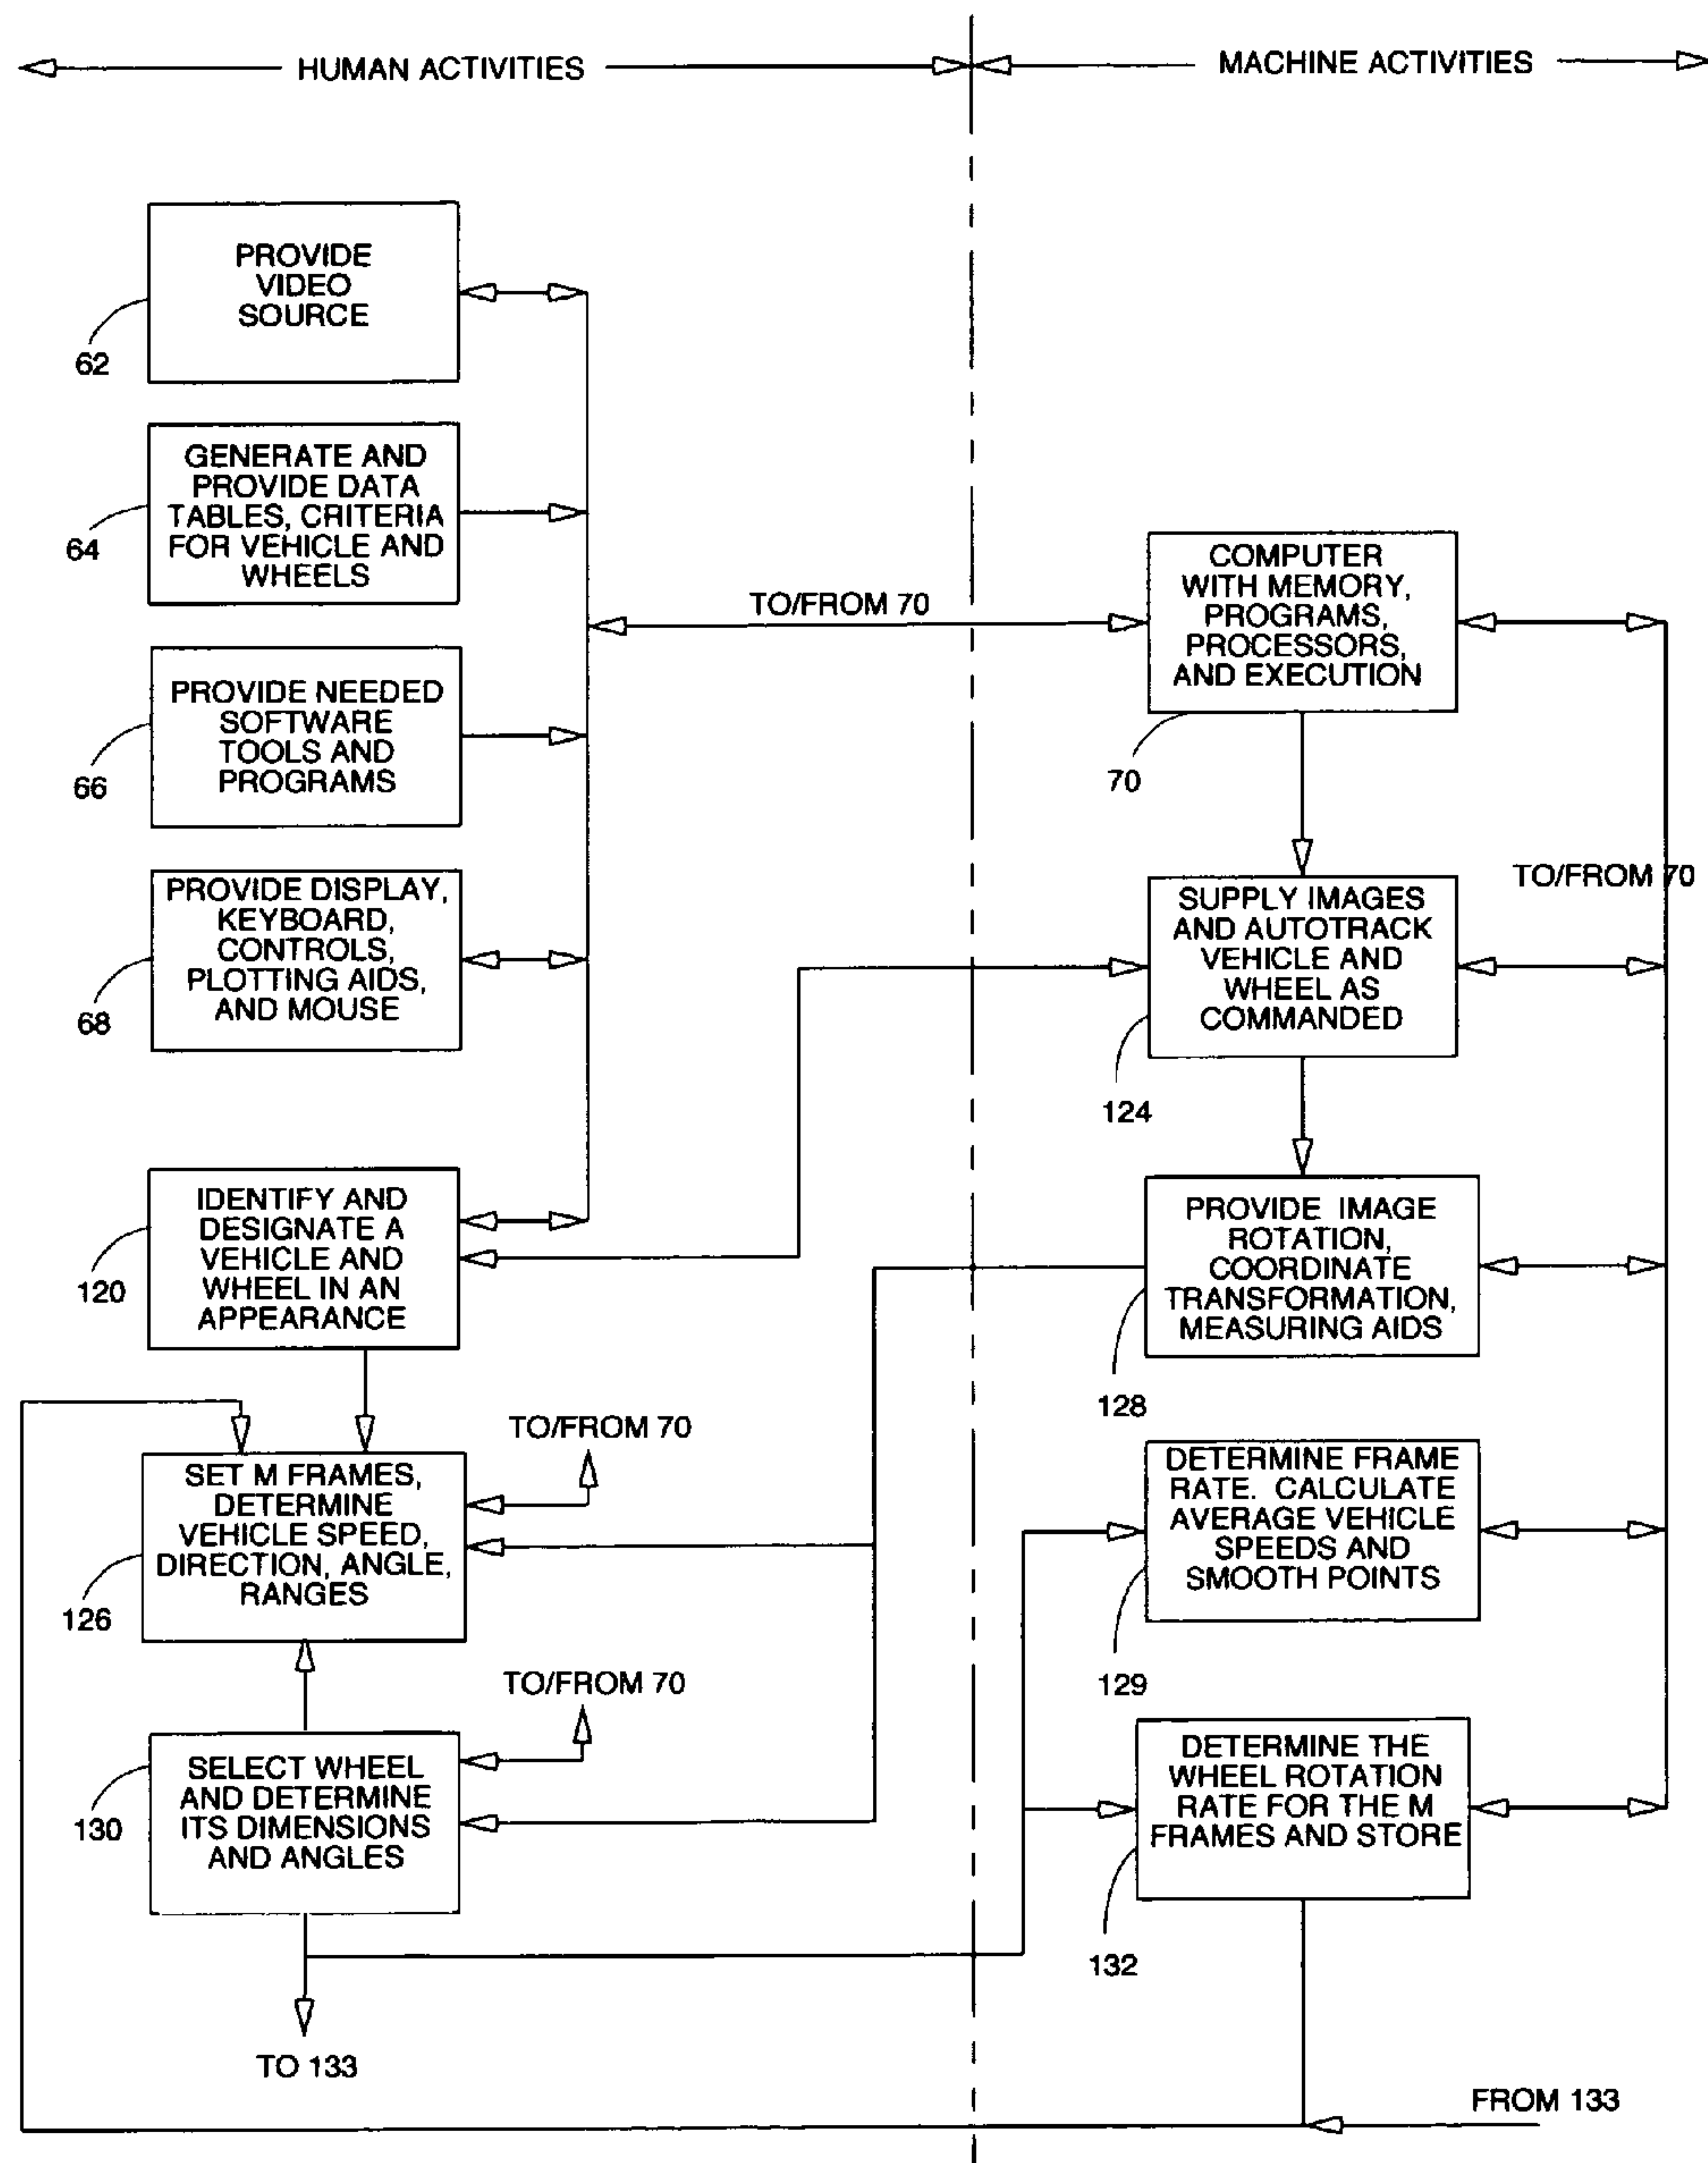 HUMAN ACTIVITIES
MACHINE ACTIVITIES
PROVIDE
VIDEO
SOURCE
62
GENERATE AND
PROVIDE DATA
TABLES, CRITERIA
FOR VEHICLE AND
WHEELS
64
PROVIDE NEEDED
SOFTWARE
TOOLS AND
PROGRAMS
66
PROVIDE DISPLAY,
KEYBOARD,
CONTROLS,
PLOTTING AIDS,
AND MOUSE
68
TO/FROM 70
COMPUTER
WITH MEMORY,
PROGRAMS,
PROCESSORS,
AND EXECUTION
70
TO/FROM 70
SUPPLY IMAGES
AND AUTOTRACK
VEHICLE AND
WHEEL AS
COMMANDED
124
IDENTIFY AND
DESIGNATE A
VEHICLE AND
WHEEL IN AN
APPEARANCE
120
PROVIDE IMAGE
ROTATION,
COORDINATE
TRANSFORMATION,
MEASURING AIDS
128
TO/FROM 70
SET M FRAMES,
DETERMINE
VEHICLE SPEED,
DIRECTION, ANGLE,
RANGES
126
DETERMINE FRAME
RATE. CALCULATE
AVERAGE VEHICLE
SPEEDS AND
SMOOTH POINTS
129
TO/FROM 70
SELECT WHEEL
AND DETERMINE
ITS DIMENSIONS
AND ANGLES
130
DETERMINE THE
WHEEL ROTATION
RATE FOR THE M
FRAMES AND STORE
132
TO 133
FROM 133